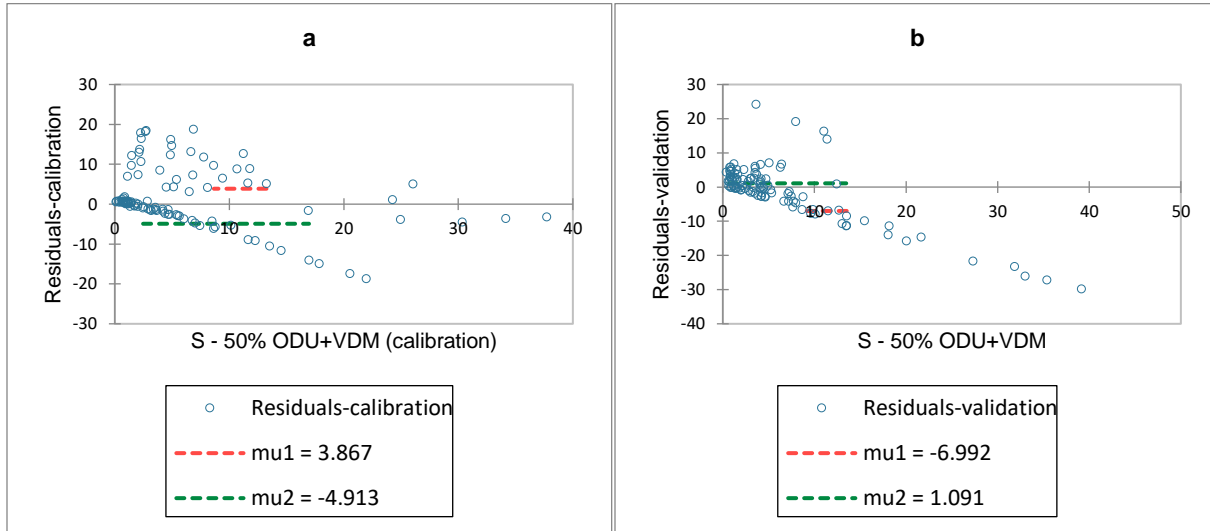 a
30
20
10
0
-10
-20
-30
0
10
20
30
40
Residuals-calibration
S - 50% ODU+VDM (calibration)
Residuals-calibration
mu1 = 3.867
mu2 = -4.913
b
30
20
10
0
-10
-20
-30
-40
0
10
20
30
40
50
Residuals-validation
S - 50% ODU+VDM
Residuals-validation
mu1 = -6.992
mu2 = 1.091